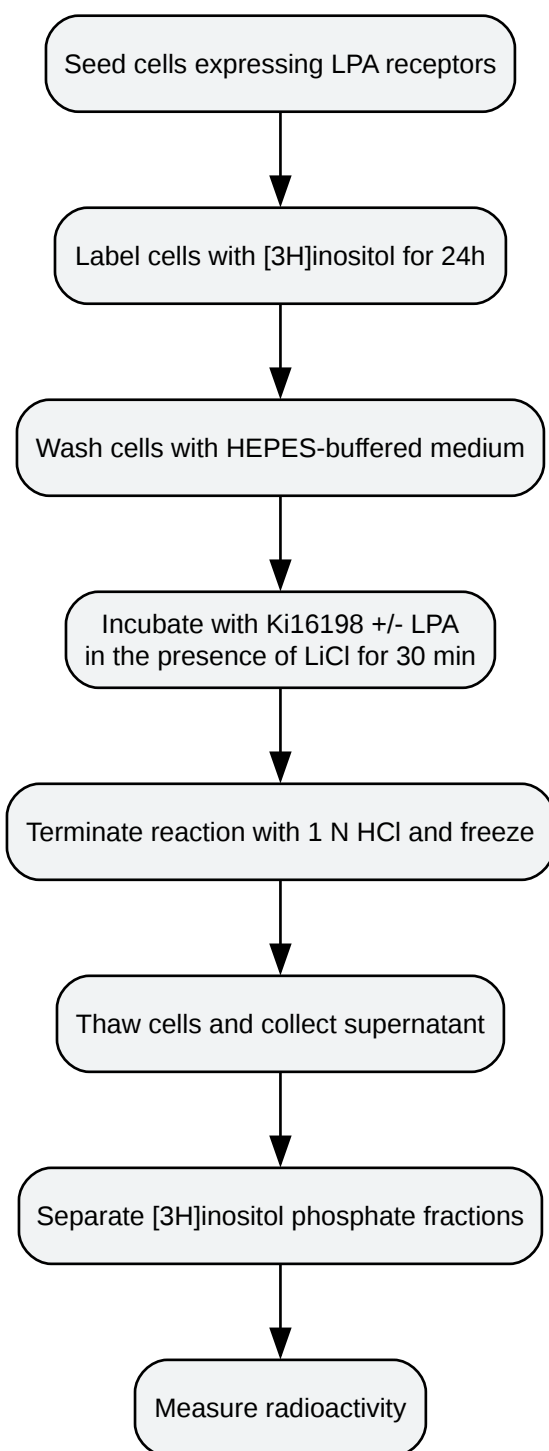 Seed cells expressing LPA receptors
Label cells with [3H]inositol for 24h
Wash cells with HEPES-buffered medium
Incubate with Ki16198 +/- LPA
in the presence of LiCl for 30 min
Terminate reaction with 1 N HCl and freeze
Thaw cells and collect supernatant
Separate [3H]inositol phosphate fractions
Measure radioactivity